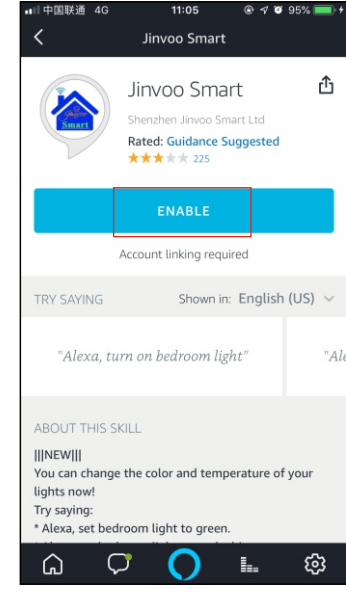 中国联通 4G 11:05 95%
Jinvoo Smart
Jinvoo Smart
Shenzhen Jinvoo Smart Ltd
Smart
Rated: Guidance Suggested
225
ENABLE
Account linking required
TRY SAYING Shown in: English (US)
"Alexa, turn on bedroom light" "Ale
ABOUT THIS SKILL
|||NEW|||
You can change the color and temperature of your
lights now!
Try saying:
* Alexa, set bedroom light to green.